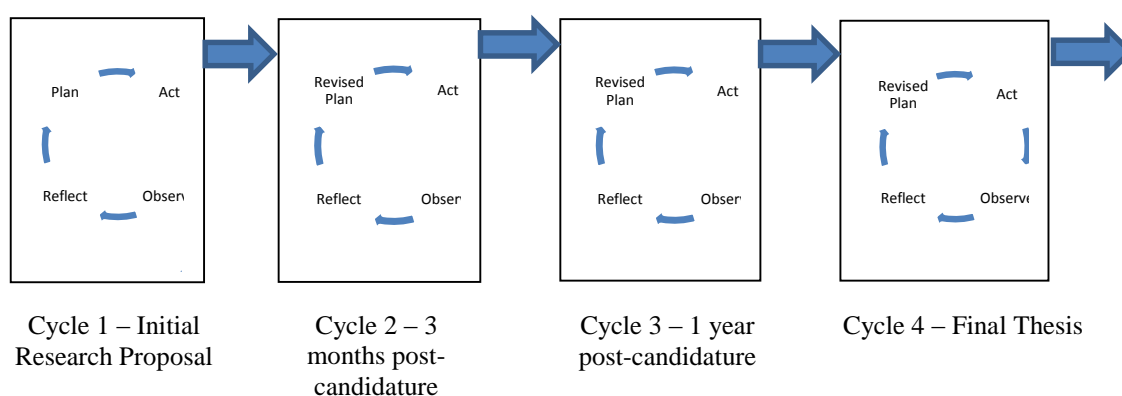 Plan
Act
Reflect
Observ
Cycle 1 – Initial
Research Proposal
Revised
Plan
Act
Reflect
Obser
Cycle 2 – 3
months post-
candidature
Revised
Plan
Act
Reflect
Obser
Cycle 3 – 1 year
post-candidature
Revised
Plan
Act
Reflect
Observe
Cycle 4 – Final Thesis